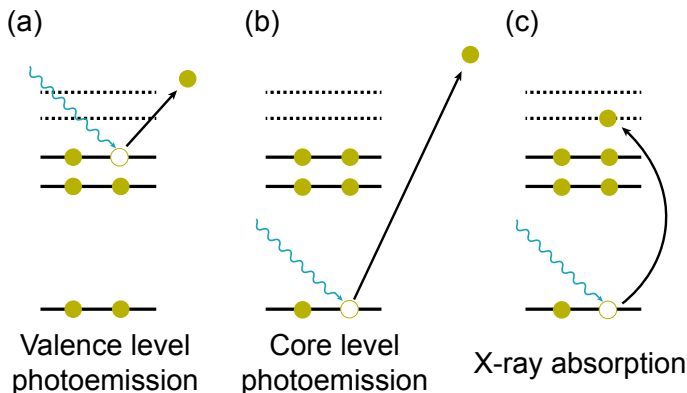 (a)
(b)
(c)
Valence level
photoemission
Core level
photoemission
X-ray absorption